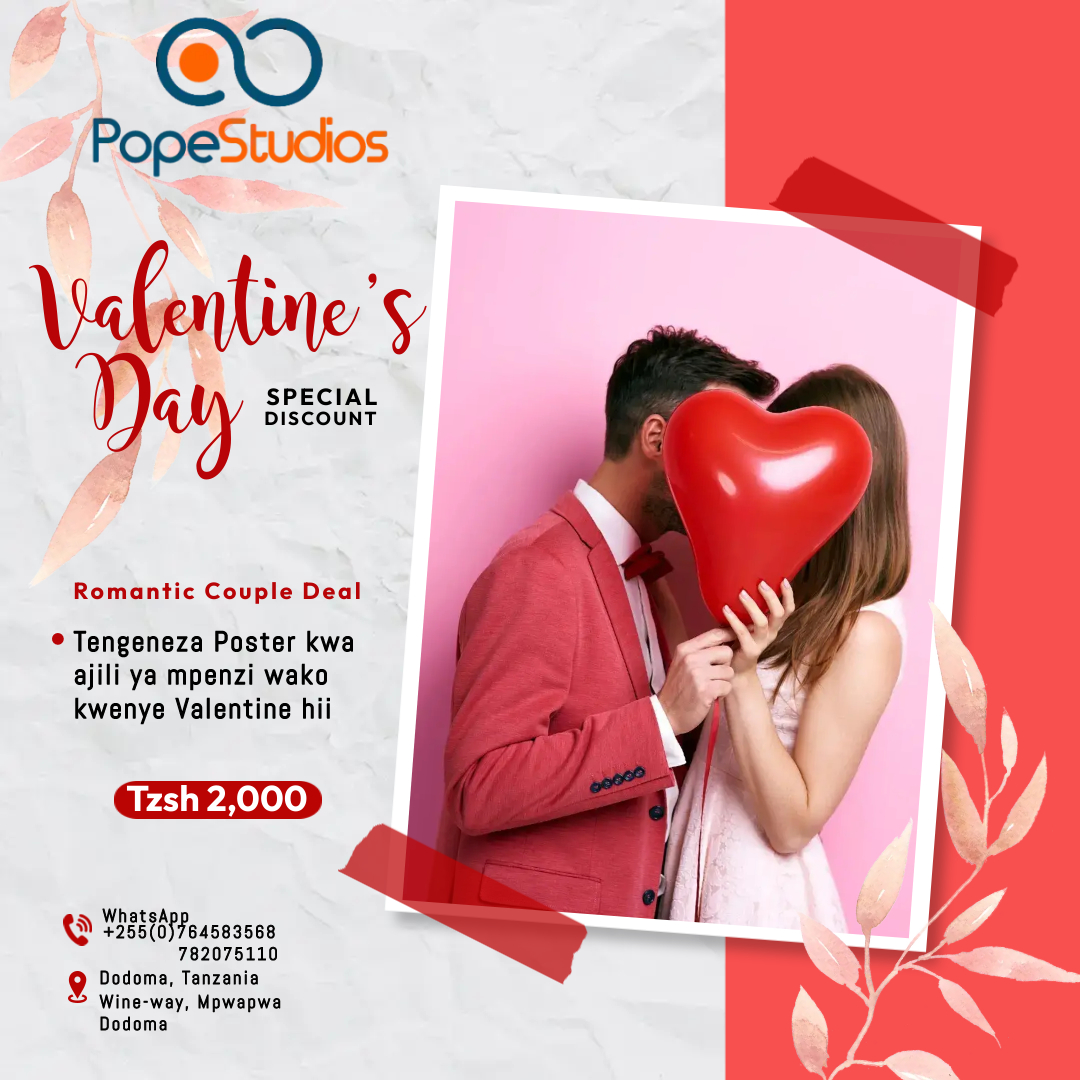 PopeStudios
Valentine's
Day
SPECIAL
DISCOUNT
Romantic Couple Deal
• Tengeneza Poster kwa
ajili ya mpenzi wako
kwenye Valentine hii
Tzsh 2,000
WhatsApp
+255(0)764583568
782075110
Dodoma, Tanzania
Wine-way, Mpwapwa
Dodoma